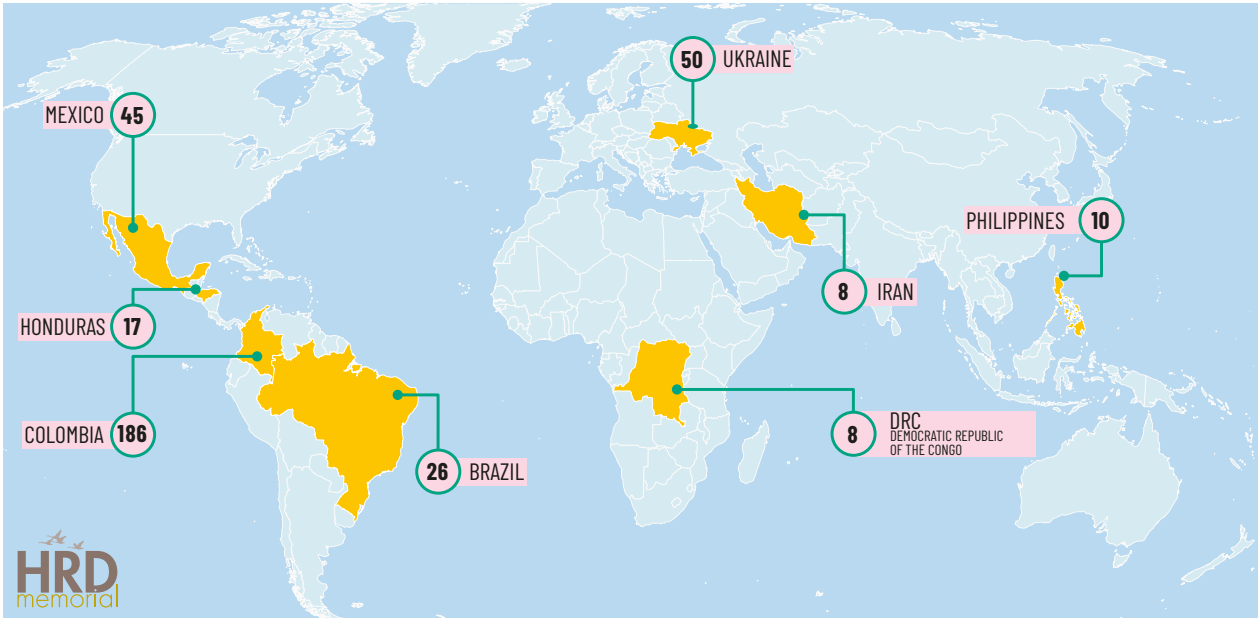 50 UKRAINE
MEXICO 45
PHILIPPINES 10
8 IRAN
HONDURAS 17
COLOMBIA 186
8 DRC
DEMOCRATIC REPUBLIC
OF THE CONGO
26 BRAZIL
HRD
memorial